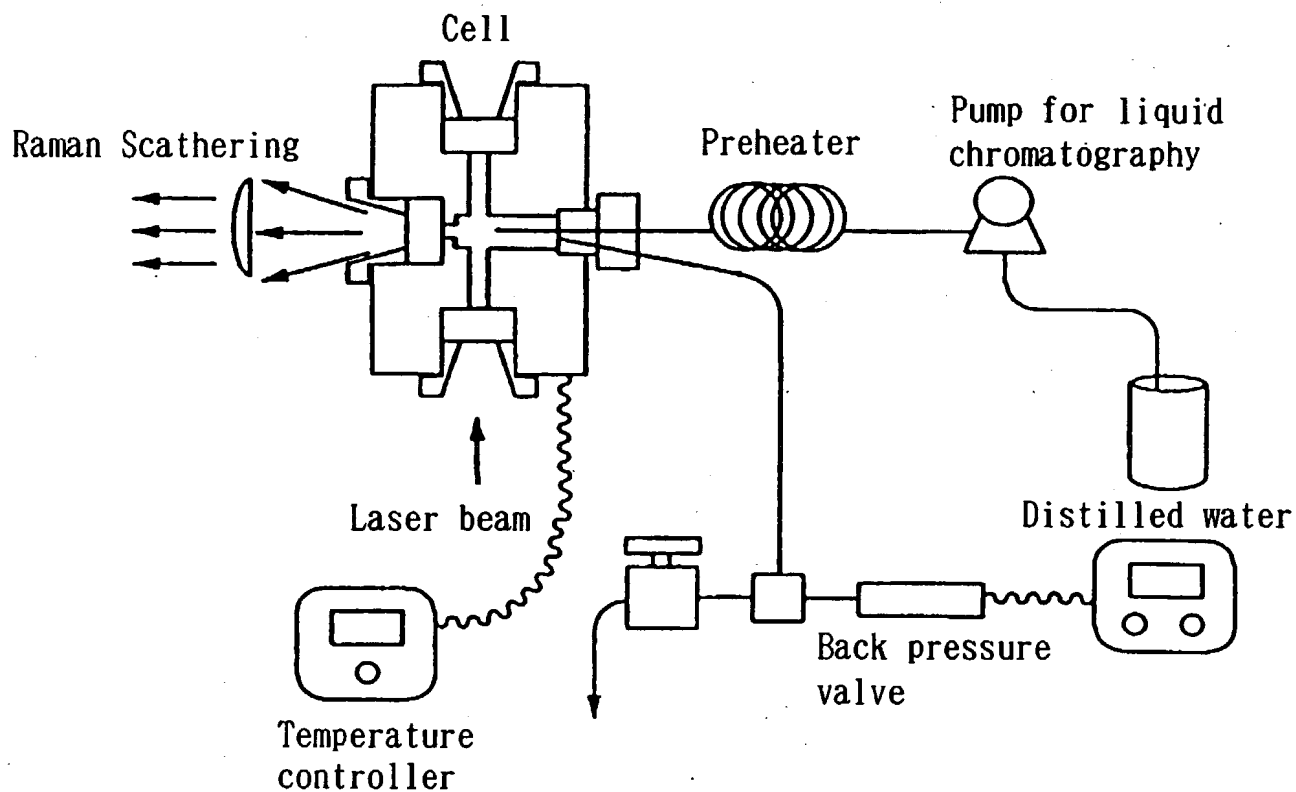 Cell
Raman Scathering
Preheater
Pump for liquid
chromatography
Laser beam
Distilled water
Back pressure
valve
Temperature
controller